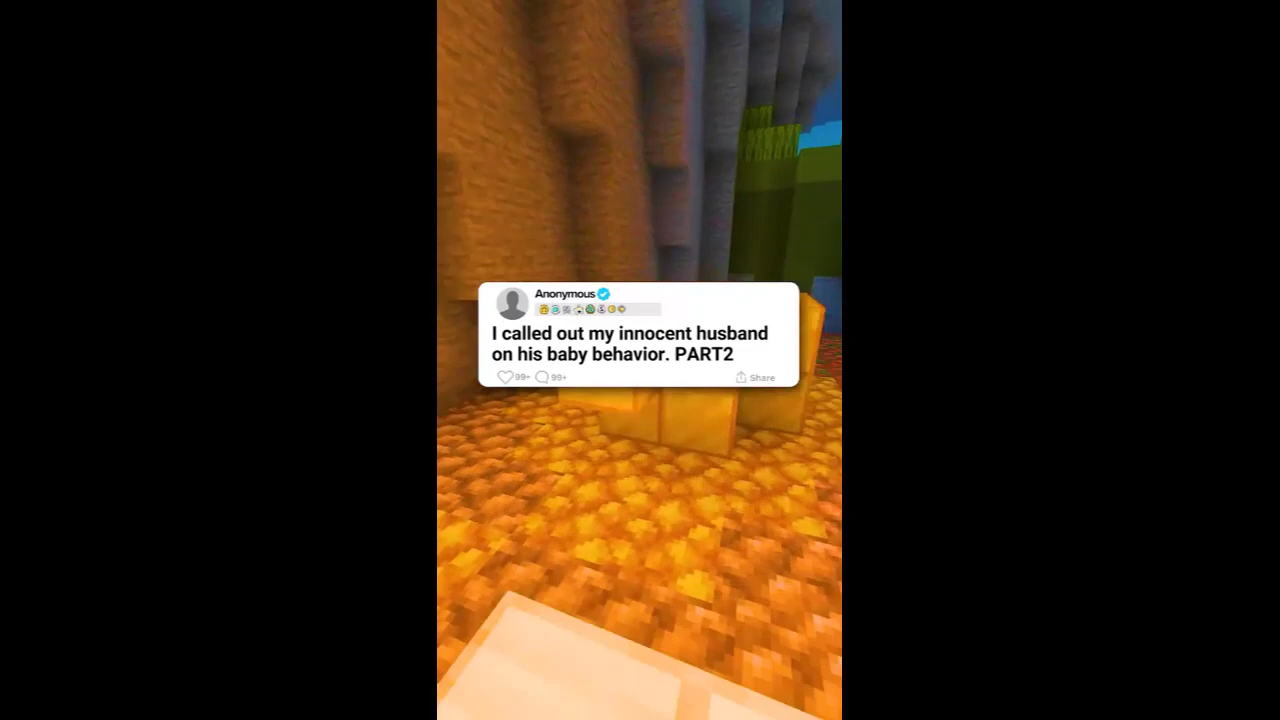 Anonymous
I called out my innocent husband
on his baby behavior. PART2
99+ 99+ Share